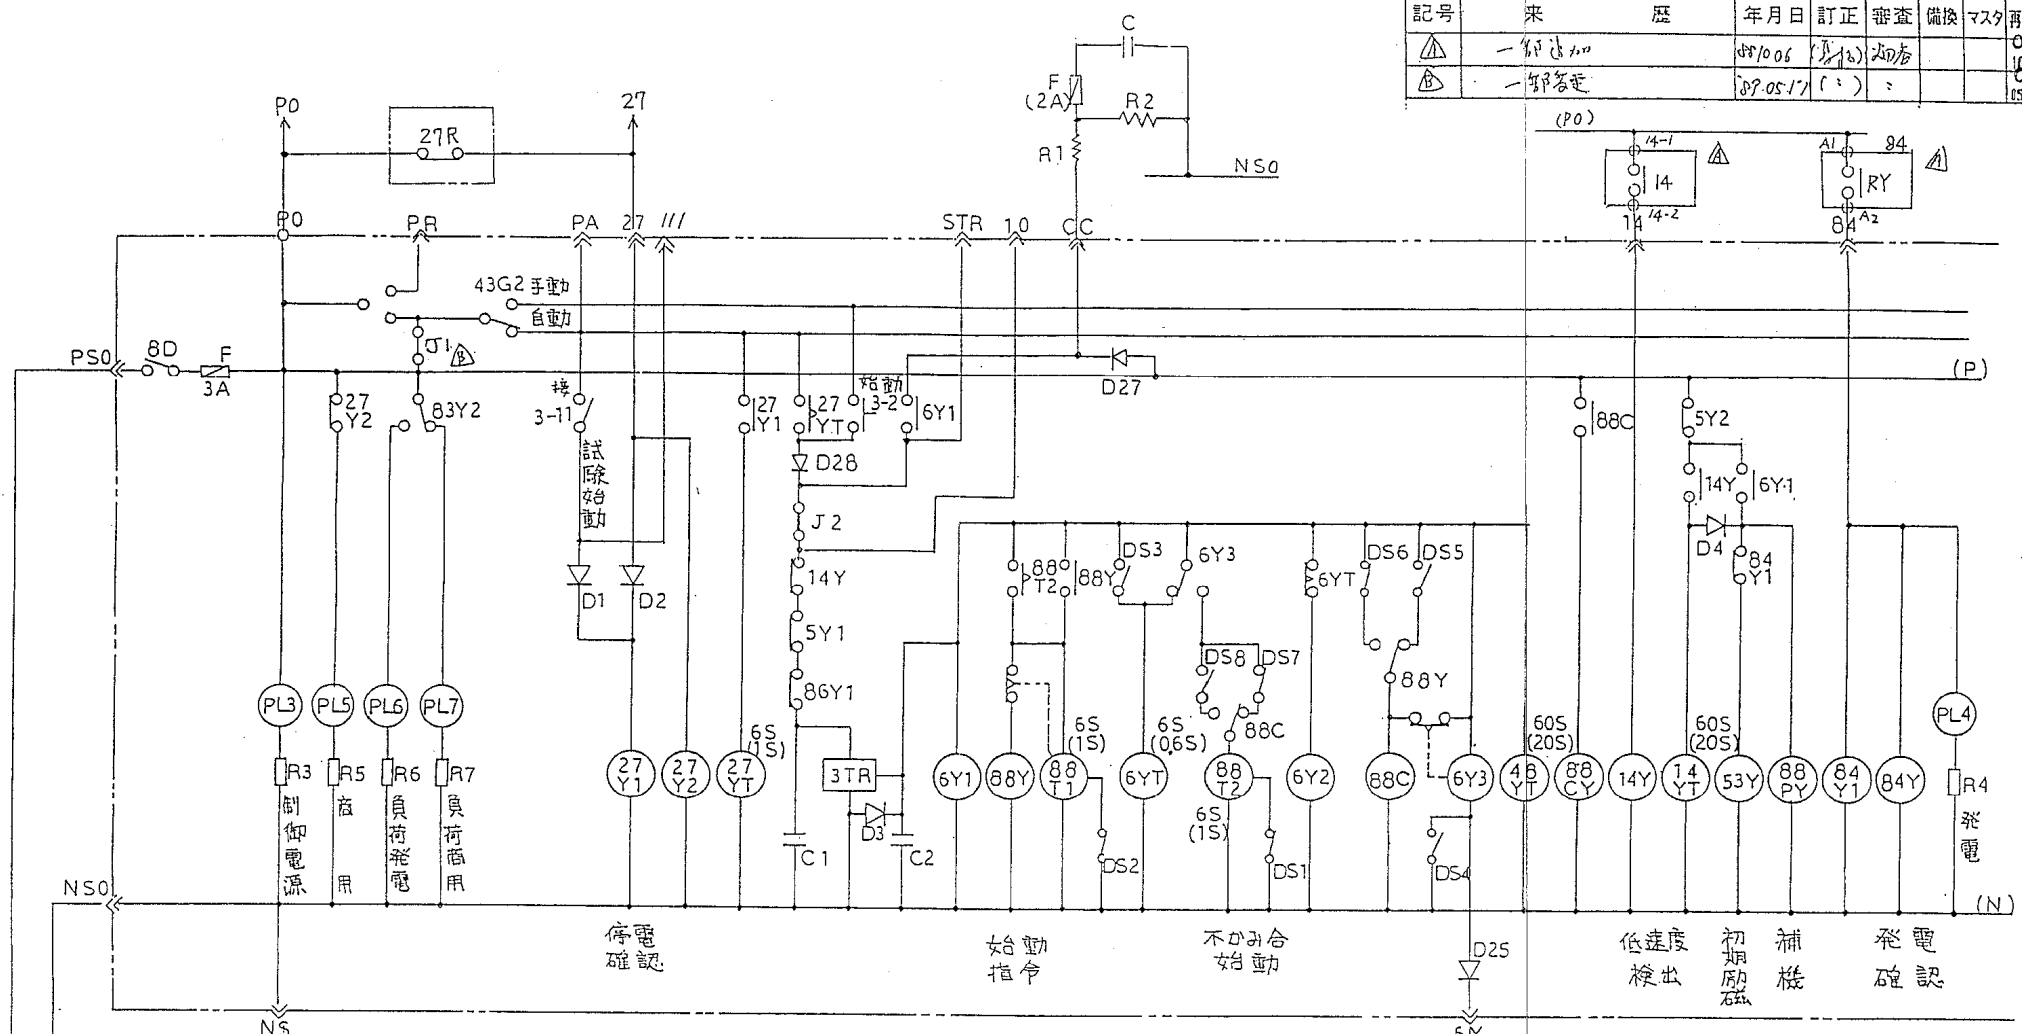 記号 来歴 年月日 訂正 審査 備換 マスタ 再
A 一部追加
B 一部変更 '89.05.17
C
F
(2A)
R2
R1
NS0
P0
27
27R
(P0)
14-1
14
14-2
14
A1
84
RY
A2
84
P0
PR
PA
27
111
STR
10
CC
43G2 手動
自動
J1
B
PS0
8D
F
3A
D27
(P)
27
Y2
83Y2
接
3-11
試験始動
27
Y1
27
YT
始動
3-2
6Y1
88C
5Y2
D28
14Y
6Y1
J2
D4
84
Y1
14Y
5Y1
86Y1
D1
D2
88
T2
88Y
DS3
6Y3
6YT
DS6
DS5
DS8
DS7
88C
88Y
PL3
PL5
PL6
PL7
PL4
R3
R5
R6
R7
R4
制御電源
商用
負荷発電
負荷商用
発電
6S
(1S)
6S
(1S)
6S
(0.6S)
60S
(20S)
60S
(20S)
27
Y1
27
Y2
27
YT
3TR
6Y1
88Y
88
T1
6YT
88
T2
6Y2
88C
6Y3
48
YT
88
CY
14Y
14
YT
53Y
88
PY
84
Y1
84Y
6S
(1S)
D3
C1
C2
DS2
DS1
DS4
NS0
(N)
停電
確認
始動
指令
不かみ合
始動
D25
低速度
検出
初期励磁
補機
発電
確認
NS
6Y